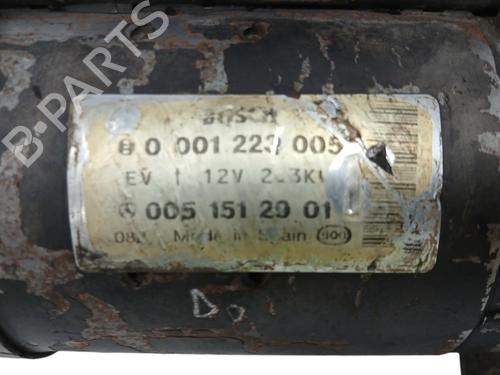 BOSCH
0 001 223 005
EV 12V 2.3KW
005 151 29 01
Made in Spain
B-PARTS